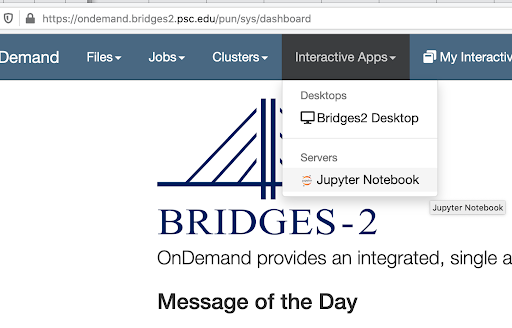 https://ondemand.bridges2.psc.edu/pun/sys/dashboard
Demand Files Jobs Clusters Interactive Apps My Interactiv
Desktops
Bridges2 Desktop
Servers
Jupyter Notebook
Jupyter Notebook
BRIDGES-2
OnDemand provides an integrated, single a
Message of the Day